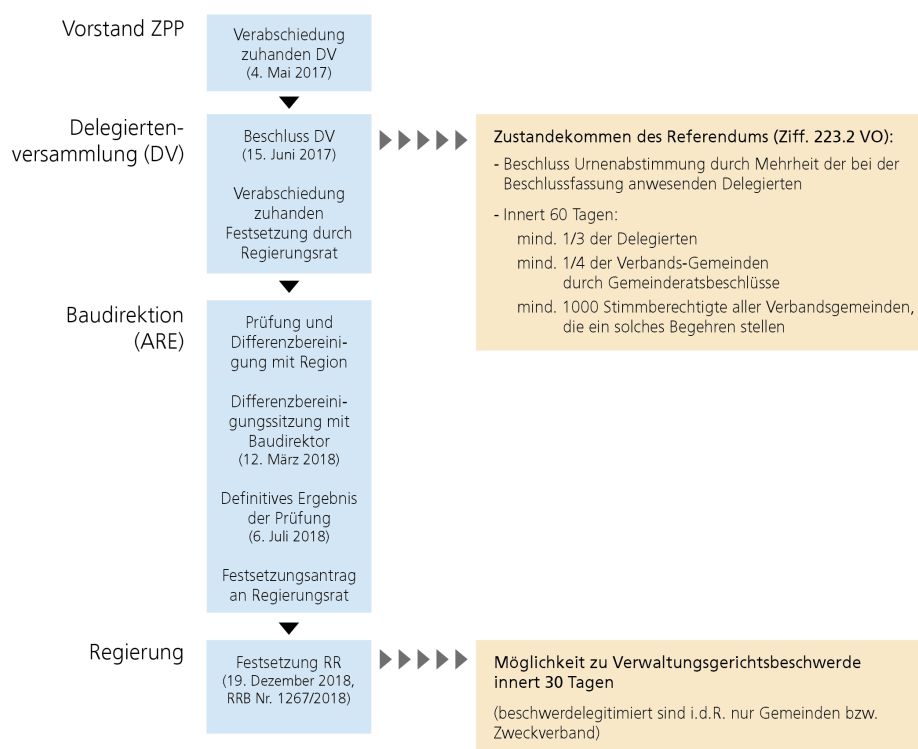 Vorstand ZPP
Verabschiedung
zuhanden DV
(4. Mai 2017)
Delegierten-
versammlung (DV)
Beschluss DV
(15. Juni 2017)
Verabschiedung
zuhanden
Festsetzung durch
Regierungsrat
Zustandekommen des Referendums (Ziff. 223.2 VO):
- Beschluss Urnenabstimmung durch Mehrheit der bei der
Beschlussfassung anwesenden Delegierten
- Innert 60 Tagen:
mind. 1/3 der Delegierten
mind. 1/4 der Verbands-Gemeinden
durch Gemeinderatsbeschlüsse
mind. 1000 Stimmberechtigte aller Verbandsgemeinden,
die ein solches Begehren stellen
Baudirektion
(ARE)
Prüfung und
Differenzbereini-
gung mit Region
Differenzbereini-
gungssitzung mit
Baudirektor
(12. März 2018)
Definitives Ergebnis
der Prüfung
(6. Juli 2018)
Festsetzungsantrag
an Regierungsrat
Regierung
Festsetzung RR
(19. Dezember 2018,
RRB Nr. 1267/2018)
Möglichkeit zu Verwaltungsgerichtsbeschwerde
innert 30 Tagen
(beschwerdelegitimiert sind i.d.R. nur Gemeinden bzw.
Zweckverband)